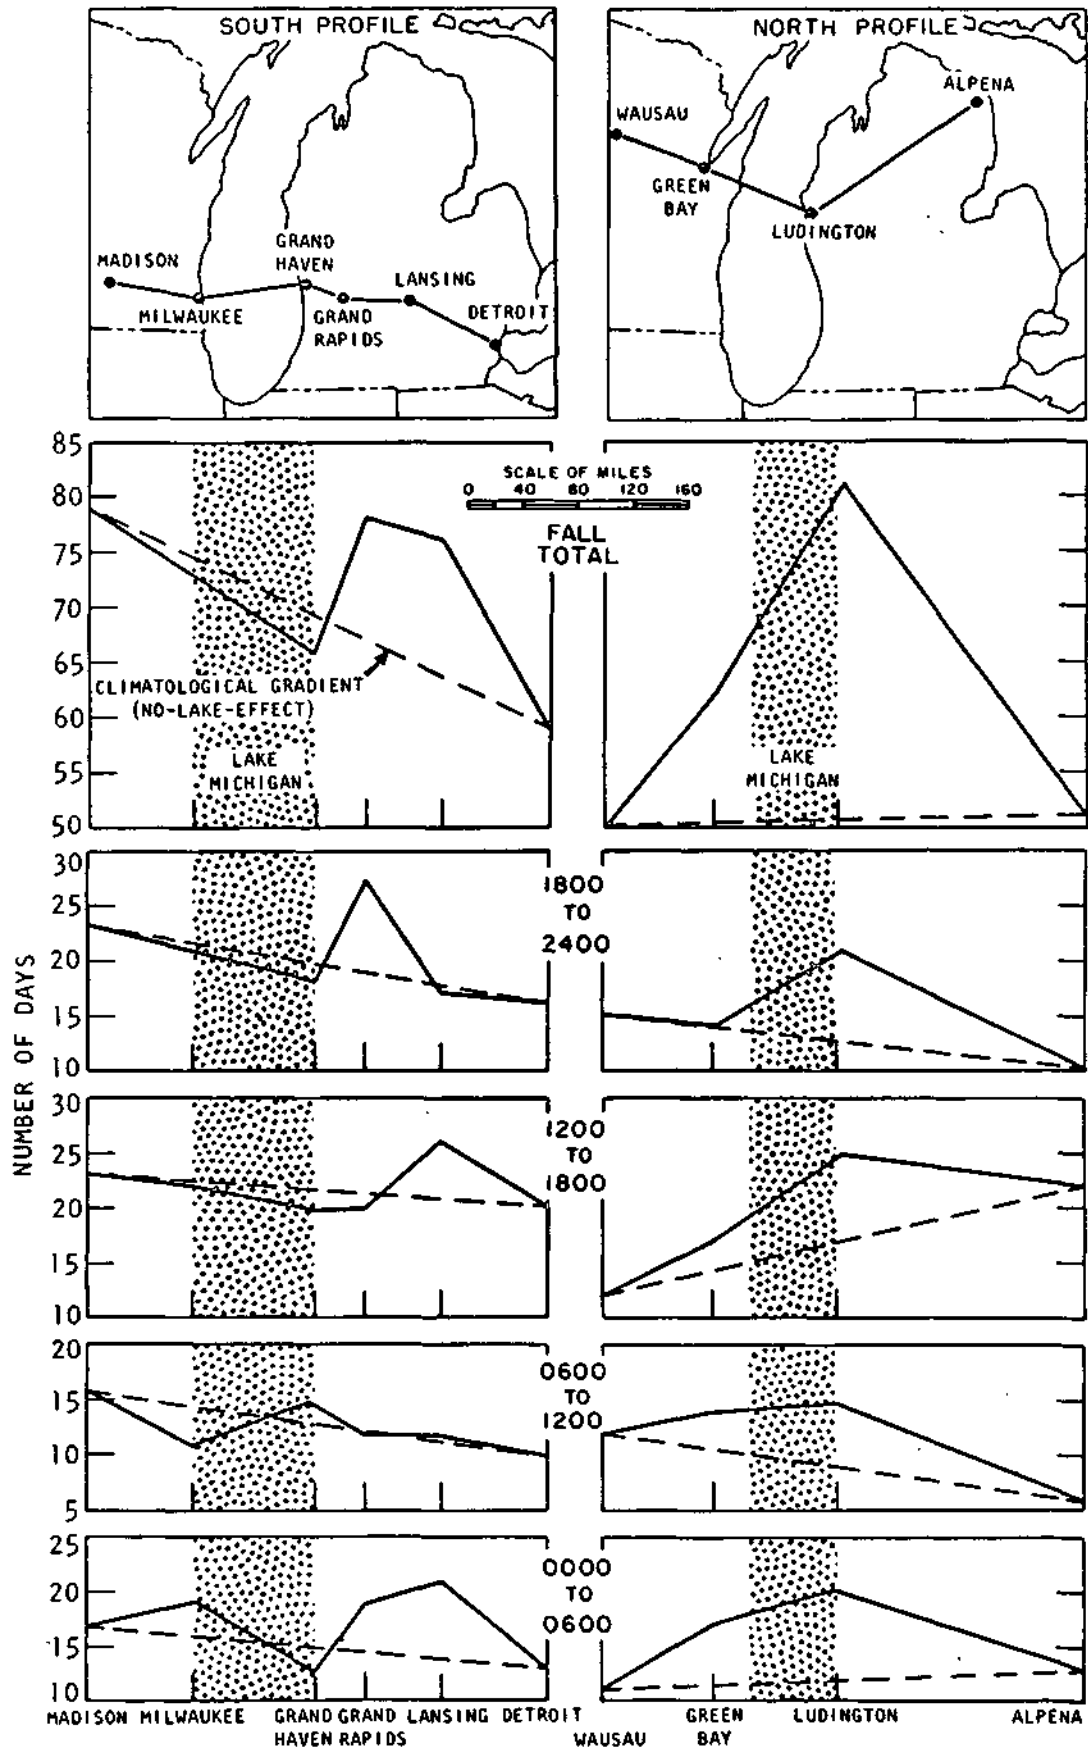 SOUTH PROFILE
MADISON
MILWAUKEE
GRAND
HAVEN
GRAND
RAPIDS
LANSING
DETROIT
NORTH PROFILE
WAUSAU
GREEN
BAY
LUDINGTON
ALPENA
NUMBER OF DAYS
85
80
75
70
65
60
55
50
SCALE OF MILES
0 40 80 120 160
FALL
TOTAL
CLIMATOLOGICAL GRADIENT
(NO-LAKE-EFFECT)
LAKE
MICHIGAN
LAKE
MICHIGAN
30
25
20
15
10
1800
TO
2400
30
25
20
15
10
1200
TO
1800
20
15
10
5
0600
TO
1200
25
20
15
10
0000
TO
0600
MADISON MILWAUKEE GRAND GRAND LANSING DETROIT
HAVEN RAPIDS
WAUSAU GREEN LUDINGTON ALPENA
BAY